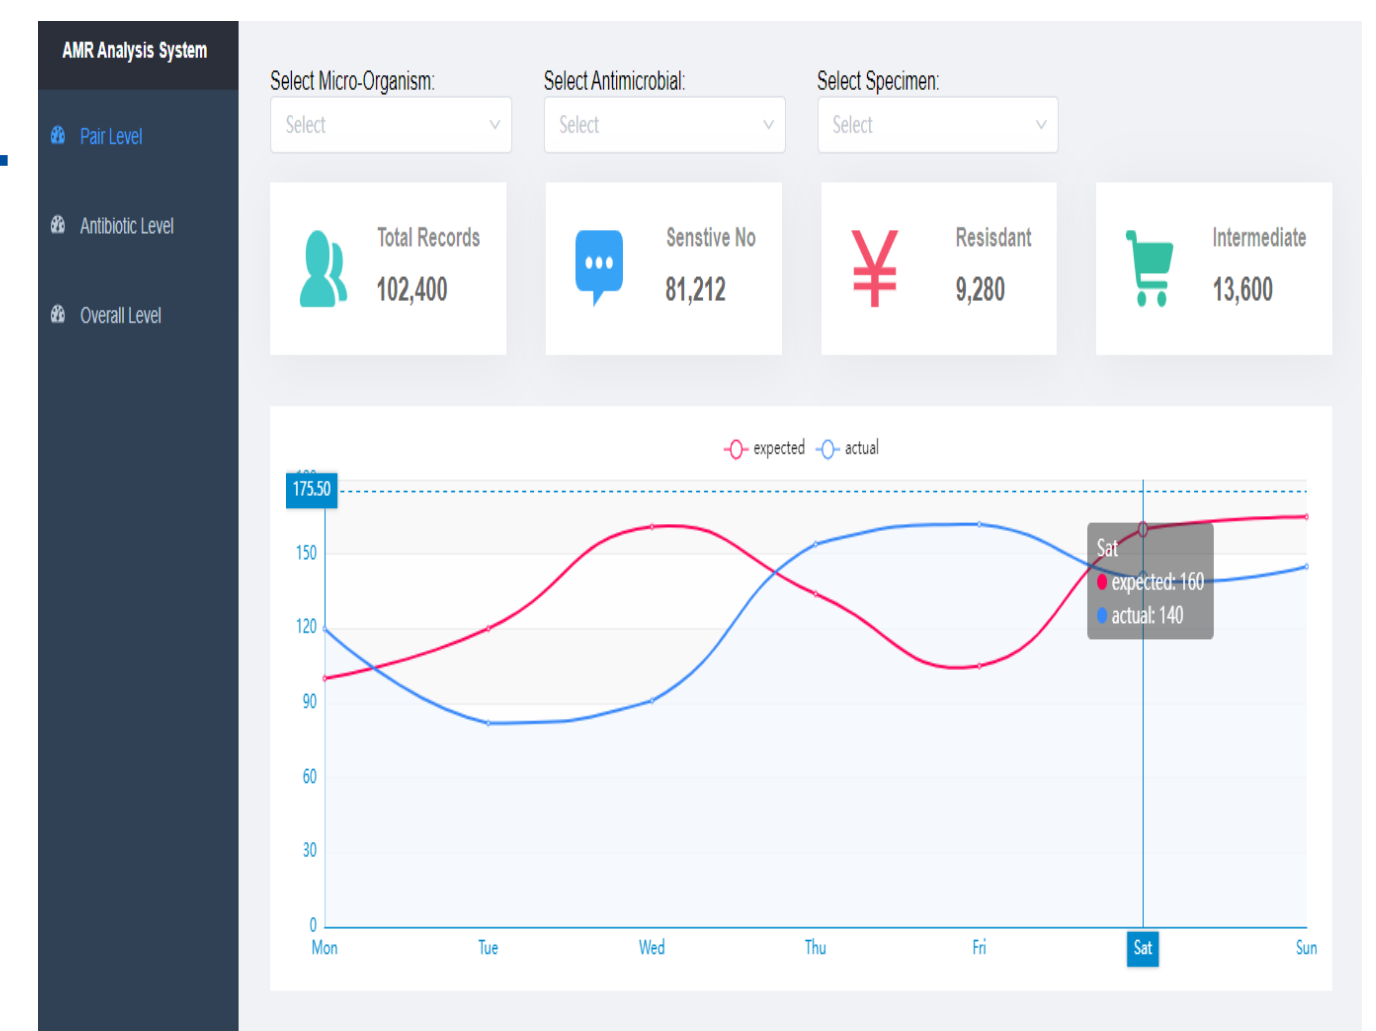 AMR Analysis System
Pair Level
Antibiotic Level
Overall Level
Select Micro-Organism:
Select Antimicrobial:
Select Specimen:
Select
Select
Select
Total Records
102,400
Senstive No
81,212
Resisdant
9,280
Intermediate
13,600
expected
actual
175.50
150
120
90
60
30
0
Sat
expected: 160
actual: 140
Mon
Tue
Wed
Thu
Fri
Sat
Sun